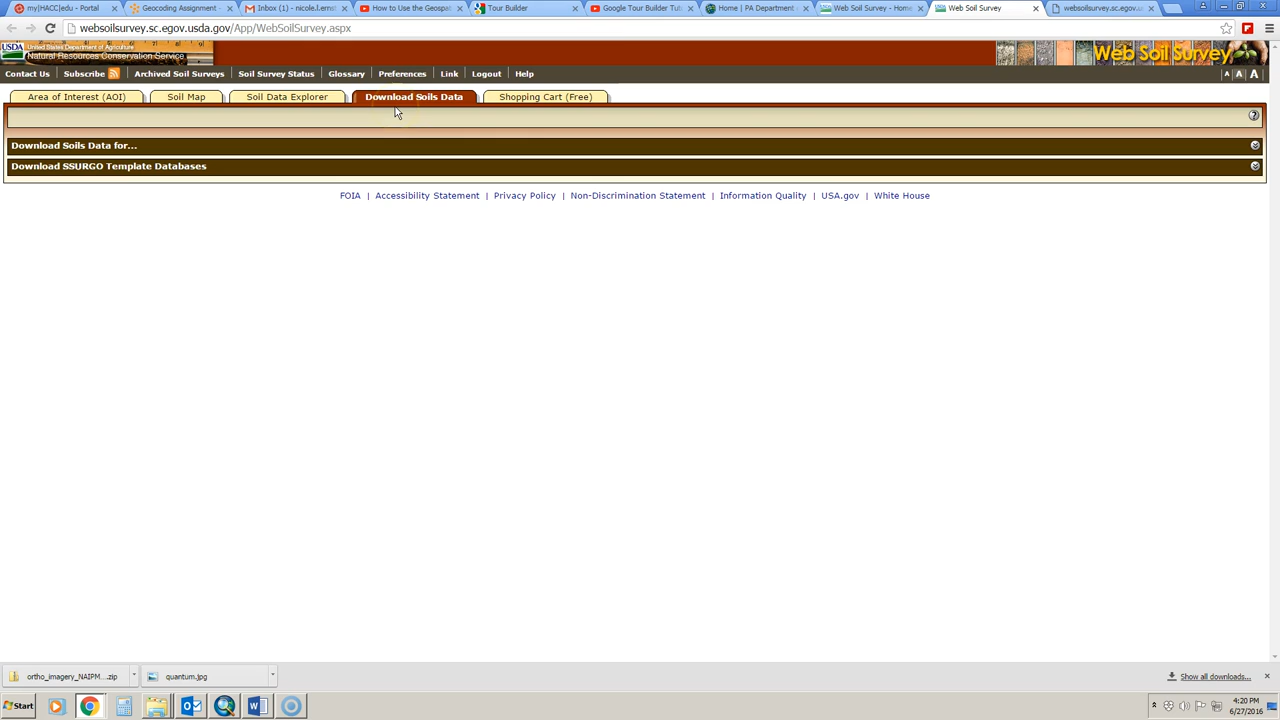 my|HACC|edu - Portal
Geocoding Assignment -
Inbox (1) - nicole.l.ernst
How to Use the Geospat
Tour Builder
Google Tour Builder Tut
Home | PA Department
Web Soil Survey - Home
Web Soil Survey
websoilsurvey.sc.egov.
websoilsurvey.sc.egov.usda.gov/App/WebSoilSurvey.aspx
USDA United States Department of Agriculture
Natural Resources Conservation Service
Web Soil Survey
Contact Us Subscribe Archived Soil Surveys Soil Survey Status Glossary Preferences Link Logout Help A A A
Area of Interest (AOI) Soil Map Soil Data Explorer Download Soils Data Shopping Cart (Free)
?
Download Soils Data for...
Download SSURGO Template Databases
FOIA | Accessibility Statement | Privacy Policy | Non-Discrimination Statement | Information Quality | USA.gov | White House
ortho_imagery_NAIPM....zip
quantum.jpg
Show all downloads...
Start
4:20 PM
6/27/2016